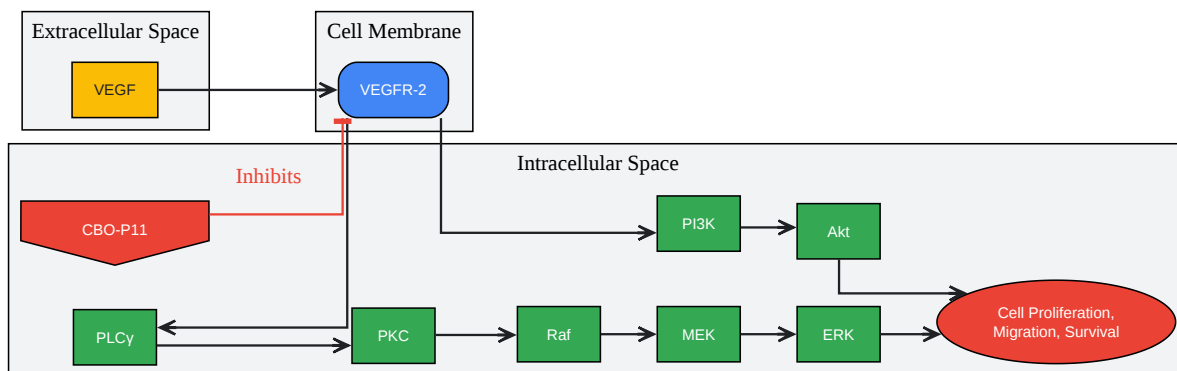 Extracellular Space
Cell Membrane
VEGF
VEGFR-2
Intracellular Space
Inhibits
CBO-P11
PI3K
Akt
PLCγ
PKC
Raf
MEK
ERK
Cell Proliferation,
Migration, Survival